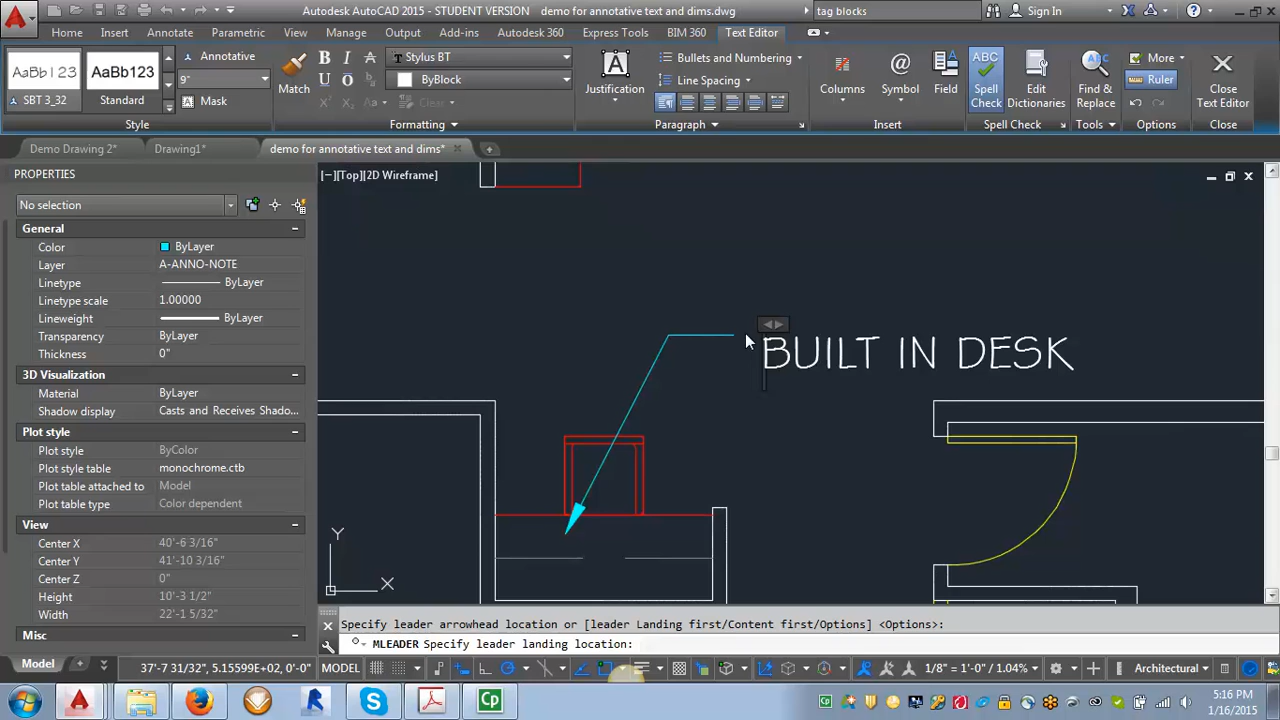 Autodesk AutoCAD 2015 - STUDENT VERSION demo for annotative text and dims.dwg tag blocks Sign In
Home Insert Annotate Parametric View Manage Output Add-ins Autodesk 360 Express Tools BIM 360 Text Editor
AaBb123 SBT 3_32
AaBb123 Standard
Annotative
9"
Mask
Style
Match
B I A
U O
Stylus BT
ByBlock
Clear
Formatting
Justification
Bullets and Numbering
Line Spacing
Paragraph
Columns
@ Symbol
Field
Insert
ABC Spell Check
Edit Dictionaries
Spell Check
Find & Replace
Tools
More
Ruler
Options
Close Text Editor
Close
Demo Drawing 2* Drawing1* demo for annotative text and dims*
PROPERTIES
No selection
General
Color ByLayer
Layer A-ANNO-NOTE
Linetype ByLayer
Linetype scale 1.00000
Lineweight ByLayer
Transparency ByLayer
Thickness 0"
3D Visualization
Material ByLayer
Shadow display Casts and Receives Shado...
Plot style
Plot style ByColor
Plot style table monochrome.ctb
Plot table attached to Model
Plot table type Color dependent
View
Center X 40'-6 3/16"
Center Y 41'-10 3/16"
Center Z 0"
Height 10'-3 1/2"
Width 22'-1 5/32"
Misc
[−][Top][2D Wireframe]
BUILT IN DESK
Y
X
Specify leader arrowhead location or [leader Landing first/Content first/Options] <Options>:
MLEADER Specify leader landing location:
Model 37'-7 31/32", 5.15599E+02, 0'-0" MODEL 1/8" = 1'-0" / 1.04% Architectural
Cp
5:16 PM
1/16/2015